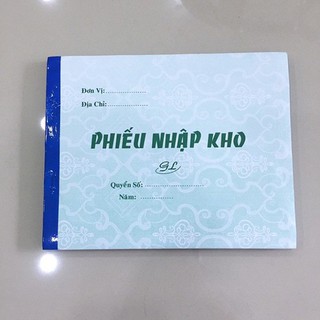 Đơn Vị:..................
Địa Chỉ:..................
PHIẾU NHẬP KHO
GL
Quyển Số:..........................
Năm:...............